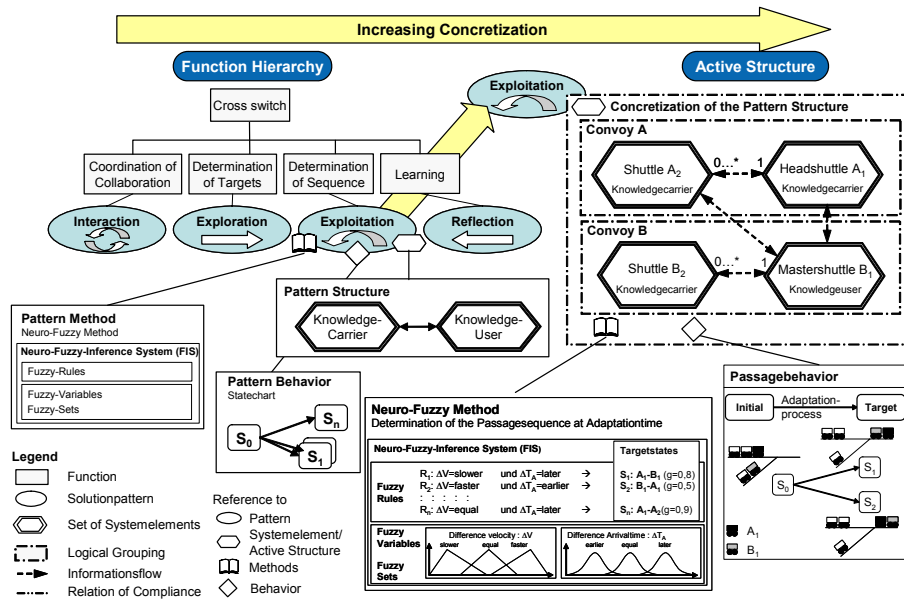 Increasing Concretization
Function Hierarchy
Active Structure
Cross switch
Coordination of
Collaboration
Determination
of Targets
Determination
of Sequence
Learning
Interaction
Exploration
Exploitation
Reflection
Exploitation
Concretization of the Pattern Structure
Convoy A
Shuttle A2
Knowledgecarrier
0...*
1
Headshuttle A1
Knowledgecarrier
Convoy B
Shuttle B2
Knowledgecarrier
0...*
1
Mastershuttle B1
Knowledgeuser
Pattern Structure
Knowledge-
Carrier
Knowledge-
User
Pattern Method
Neuro-Fuzzy Method
Neuro-Fuzzy-Inference System (FIS)
Fuzzy-Rules
Fuzzy-Variables
Fuzzy-Sets
Pattern Behavior
Statechart
S0
Sn
S1
Neuro-Fuzzy Method
Determination of the Passagesequence at Adaptationtime
Neuro-Fuzzy-Inference System (FIS)
Targetstates
Fuzzy
Rules
R1: ΔV=slower und ΔTA=later → S1: A1-B1 (g=0,8)
R2: ΔV=faster und ΔTA=earlier → S2: B1-A1 (g=0,5)
: : : : :
Rn: ΔV=equal und ΔTA=later → Sn: A1-A2 (g=0,9)
Fuzzy
Variables
Fuzzy
Sets
Difference velocity : ΔV
slower equal faster
Difference Arrivaltime : ΔTA
earlier equal later
Passagebehavior
Initial
Adaptation-
process
Target
S0
S1
S2
A1
B1
Legend
Function
Solutionpattern
Set of Systemelements
Logical Grouping
Informationsflow
Relation of Compliance
Reference to
Pattern
Systemelement/
Active Structure
Methods
Behavior